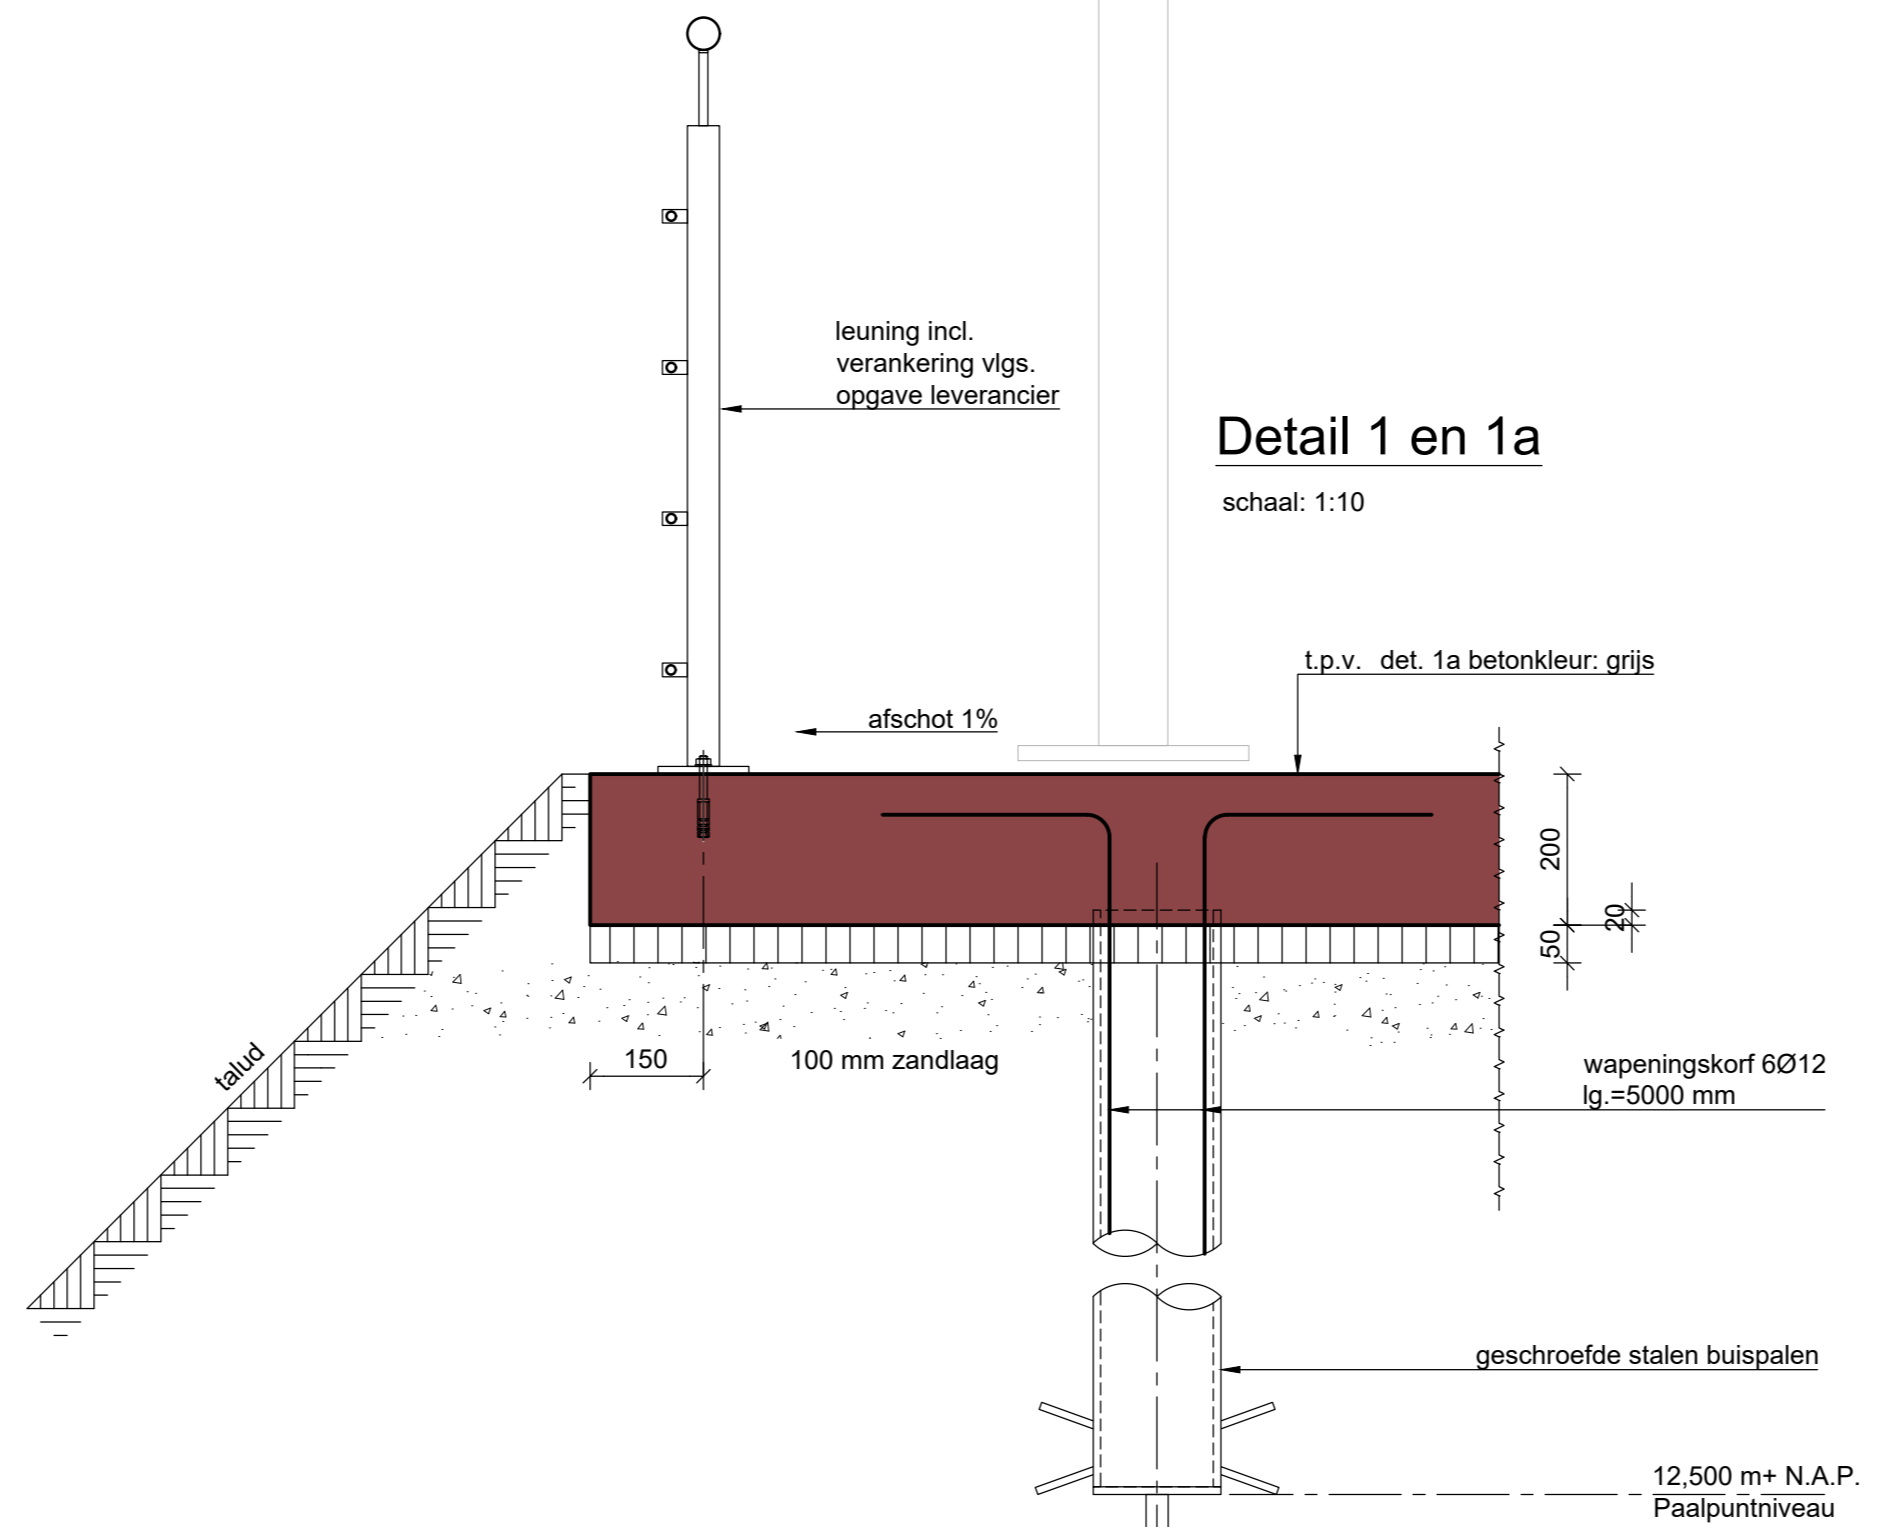 leuning incl.
verankering vlgs.
opgave leverancier
Detail 1 en 1a
schaal: 1:10
t.p.v. det. 1a betonkleur: grijs
afschot 1%
200
20
50
talud
150
100 mm zandlaag
wapeningskorf 6Ø12
lg.=5000 mm
geschroefde stalen buispalen
12,500 m+ N.A.P.
Paalpuntniveau